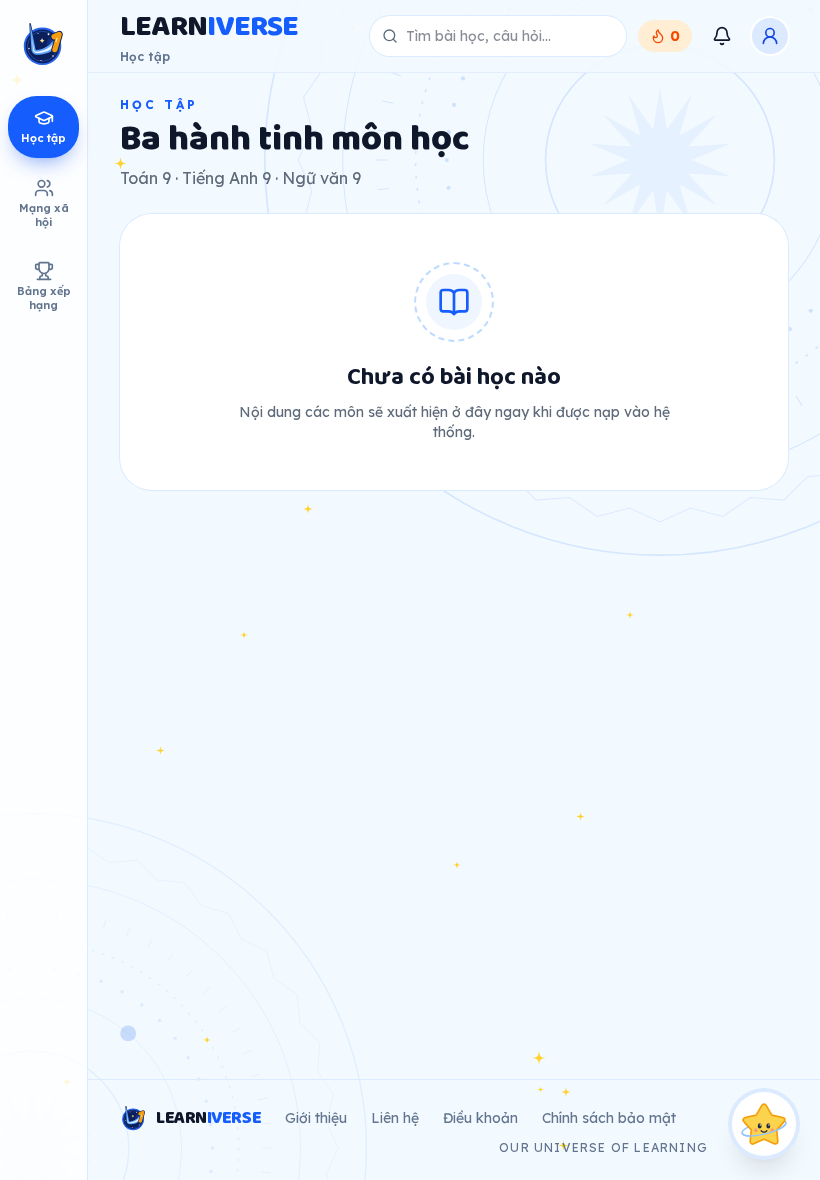 LEARNIVERSE
Học tập
Tìm bài học, câu hỏi...
0
Học tập
Mạng xã
hội
Bảng xếp
hạng
HỌC TẬP
Ba hành tinh môn học
Toán 9 · Tiếng Anh 9 · Ngữ văn 9
Chưa có bài học nào
Nội dung các môn sẽ xuất hiện ở đây ngay khi được nạp vào hệ
thống.
LEARNIVERSE
Giới thiệu
Liên hệ
Điều khoản
Chính sách bảo mật
OUR UNIVERSE OF LEARNING